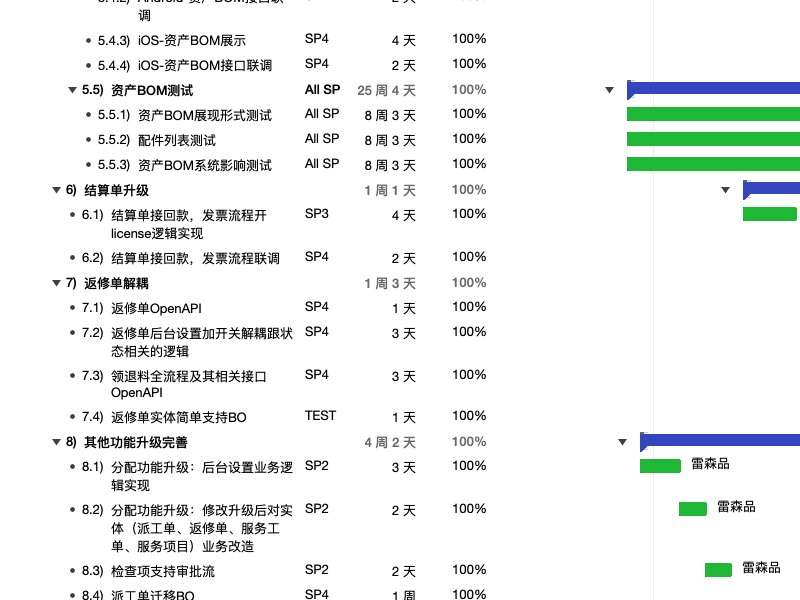 5.4.2) Android-资产BOM接口联 2天
调
5.4.3) iOS-资产BOM展示 SP4 4 天 100%
5.4.4) iOS-资产BOM接口联调 SP4 2 天 100%
5.5) 资产BOM测试 All SP 25 周 4 天 100%
5.5.1) 资产BOM展现形式测试 All SP 8 周 3 天 100%
5.5.2) 配件列表测试 All SP 8 周 3 天 100%
5.5.3) 资产BOM系统影响测试 All SP 8 周 3 天 100%
6) 结算单升级 1 周 1 天 100%
6.1) 结算单接回款，发票流程开 SP3 4 天 100%
license逻辑实现
6.2) 结算单接回款，发票流程联调 SP4 2 天 100%
7) 返修单解耦 1 周 3 天 100%
7.1) 返修单OpenAPI SP4 1 天 100%
7.2) 返修单后台设置加开关解耦跟状 SP4 3 天 100%
态相关的逻辑
7.3) 领退料全流程及其相关接口 SP4 3 天 100%
OpenAPI
7.4) 返修单实体简单支持BO TEST 1 天 100%
8) 其他功能升级完善 4 周 2 天 100%
8.1) 分配功能升级：后台设置业务逻 SP2 3 天 100% 雷森品
辑实现
8.2) 分配功能升级：修改升级后对实 SP2 2 天 100% 雷森品
体（派工单、返修单、服务工
单、服务项目）业务改造
8.3) 检查项支持审批流 SP2 2 天 100% 雷森品
8.4) 派工单迁移BO SP4 1 周 100%